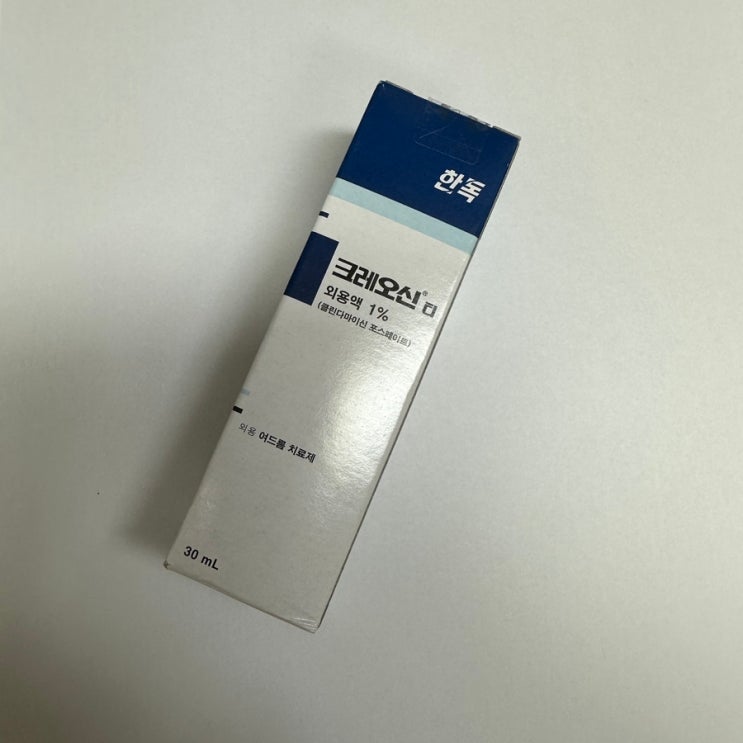 한독
크레오신®
외용액 1%
(클린다마이신 포스페이트)
외용 여드름 치료제
30 mL